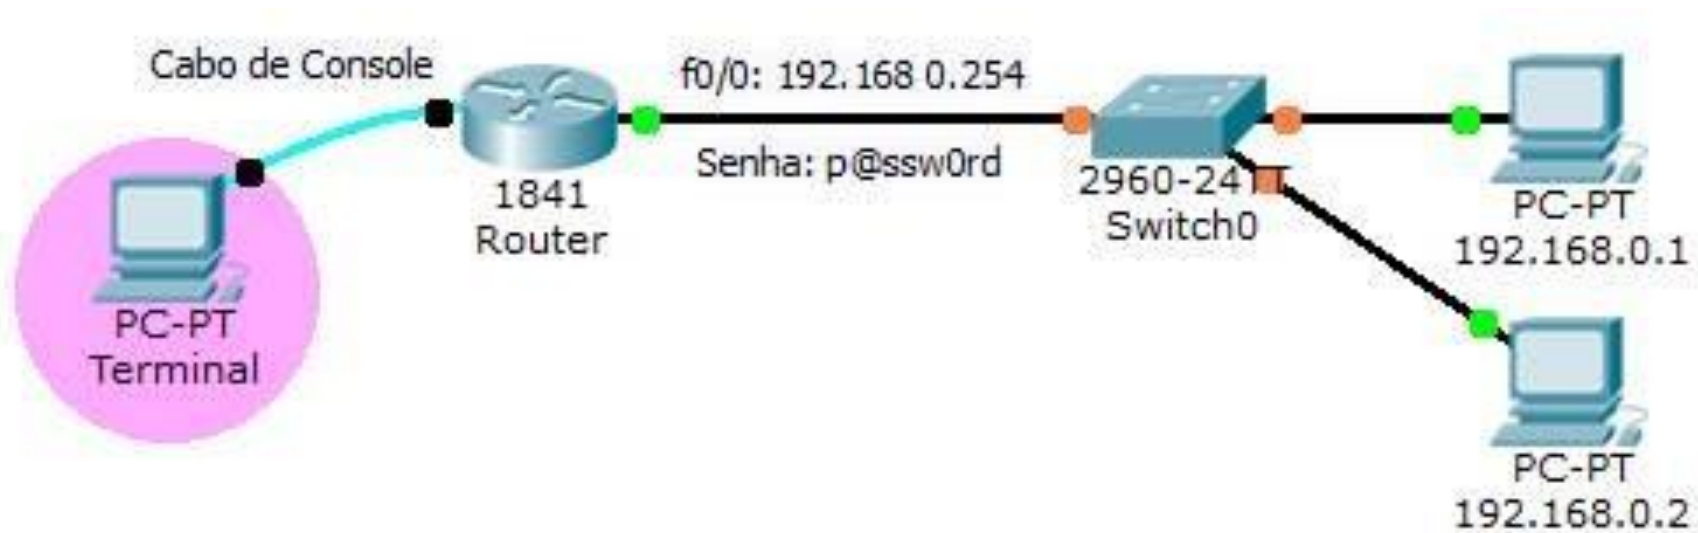 Cabo de Console
f0/0: 192.168 0.254
Senha: p@ssw0rd
1841
Router
2960-24TT
Switch0
PC-PT
192.168.0.1
PC-PT
Terminal
PC-PT
192.168.0.2